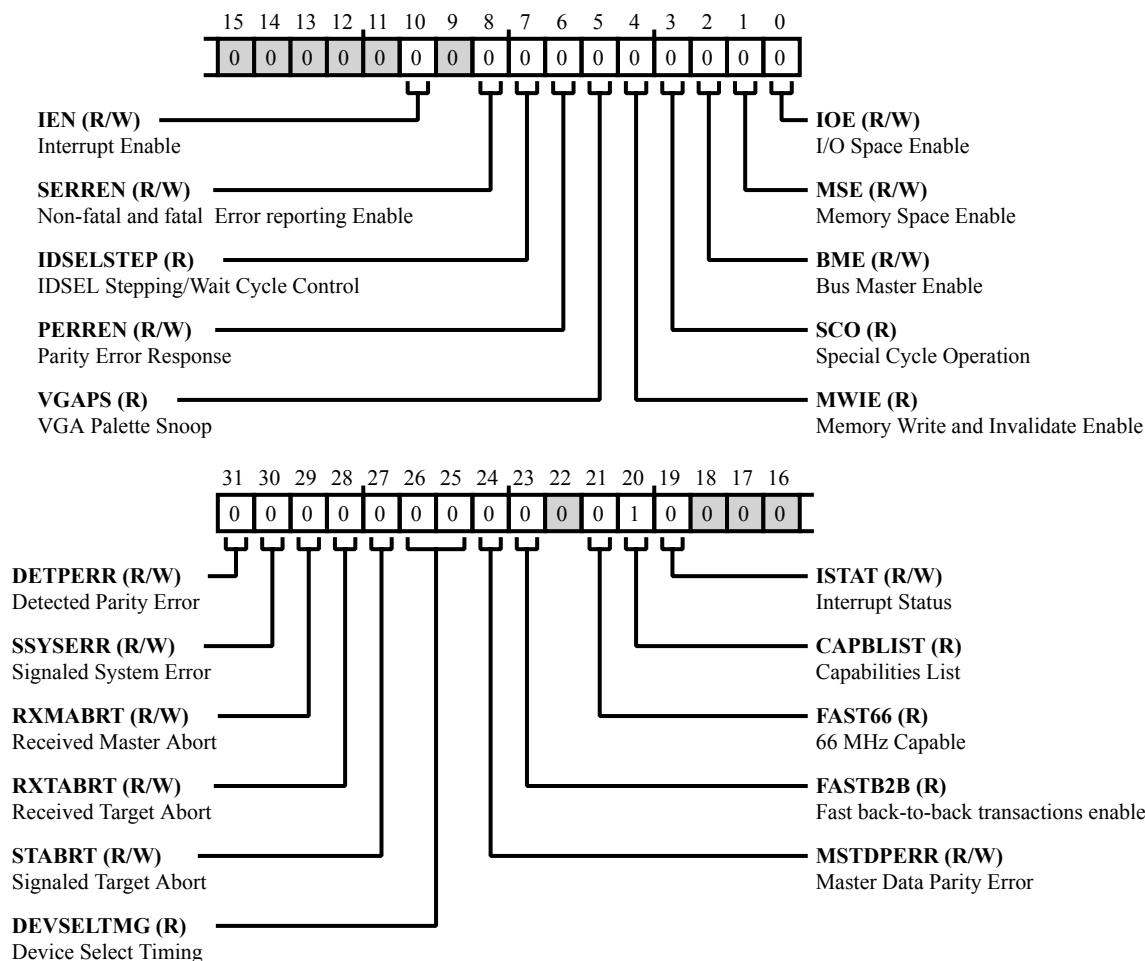 15 14 13 12 11 10 9 8 7 6 5 4 3 2 1 0
0 0 0 0 0 0 0 0 0 0 0 0 0 0 0 0
IEN (R/W)
Interrupt Enable
SERREN (R/W)
Non-fatal and fatal Error reporting Enable
IDSELSTEP (R)
IDSEL Stepping/Wait Cycle Control
PERREN (R/W)
Parity Error Response
VGAPS (R)
VGA Palette Snoop
IOE (R/W)
I/O Space Enable
MSE (R/W)
Memory Space Enable
BME (R/W)
Bus Master Enable
SCO (R)
Special Cycle Operation
MWIE (R)
Memory Write and Invalidate Enable
31 30 29 28 27 26 25 24 23 22 21 20 19 18 17 16
0 0 0 0 0 0 0 0 0 0 0 1 0 0 0 0
DETPERR (R/W)
Detected Parity Error
SSYSERR (R/W)
Signaled System Error
RXMABRT (R/W)
Received Master Abort
RXTABRT (R/W)
Received Target Abort
STABRT (R/W)
Signaled Target Abort
DEVSELTMG (R)
Device Select Timing
ISTAT (R/W)
Interrupt Status
CAPBLIST (R)
Capabilities List
FAST66 (R)
66 MHz Capable
FASTB2B (R)
Fast back-to-back transactions enable
MSTDPERR (R/W)
Master Data Parity Error